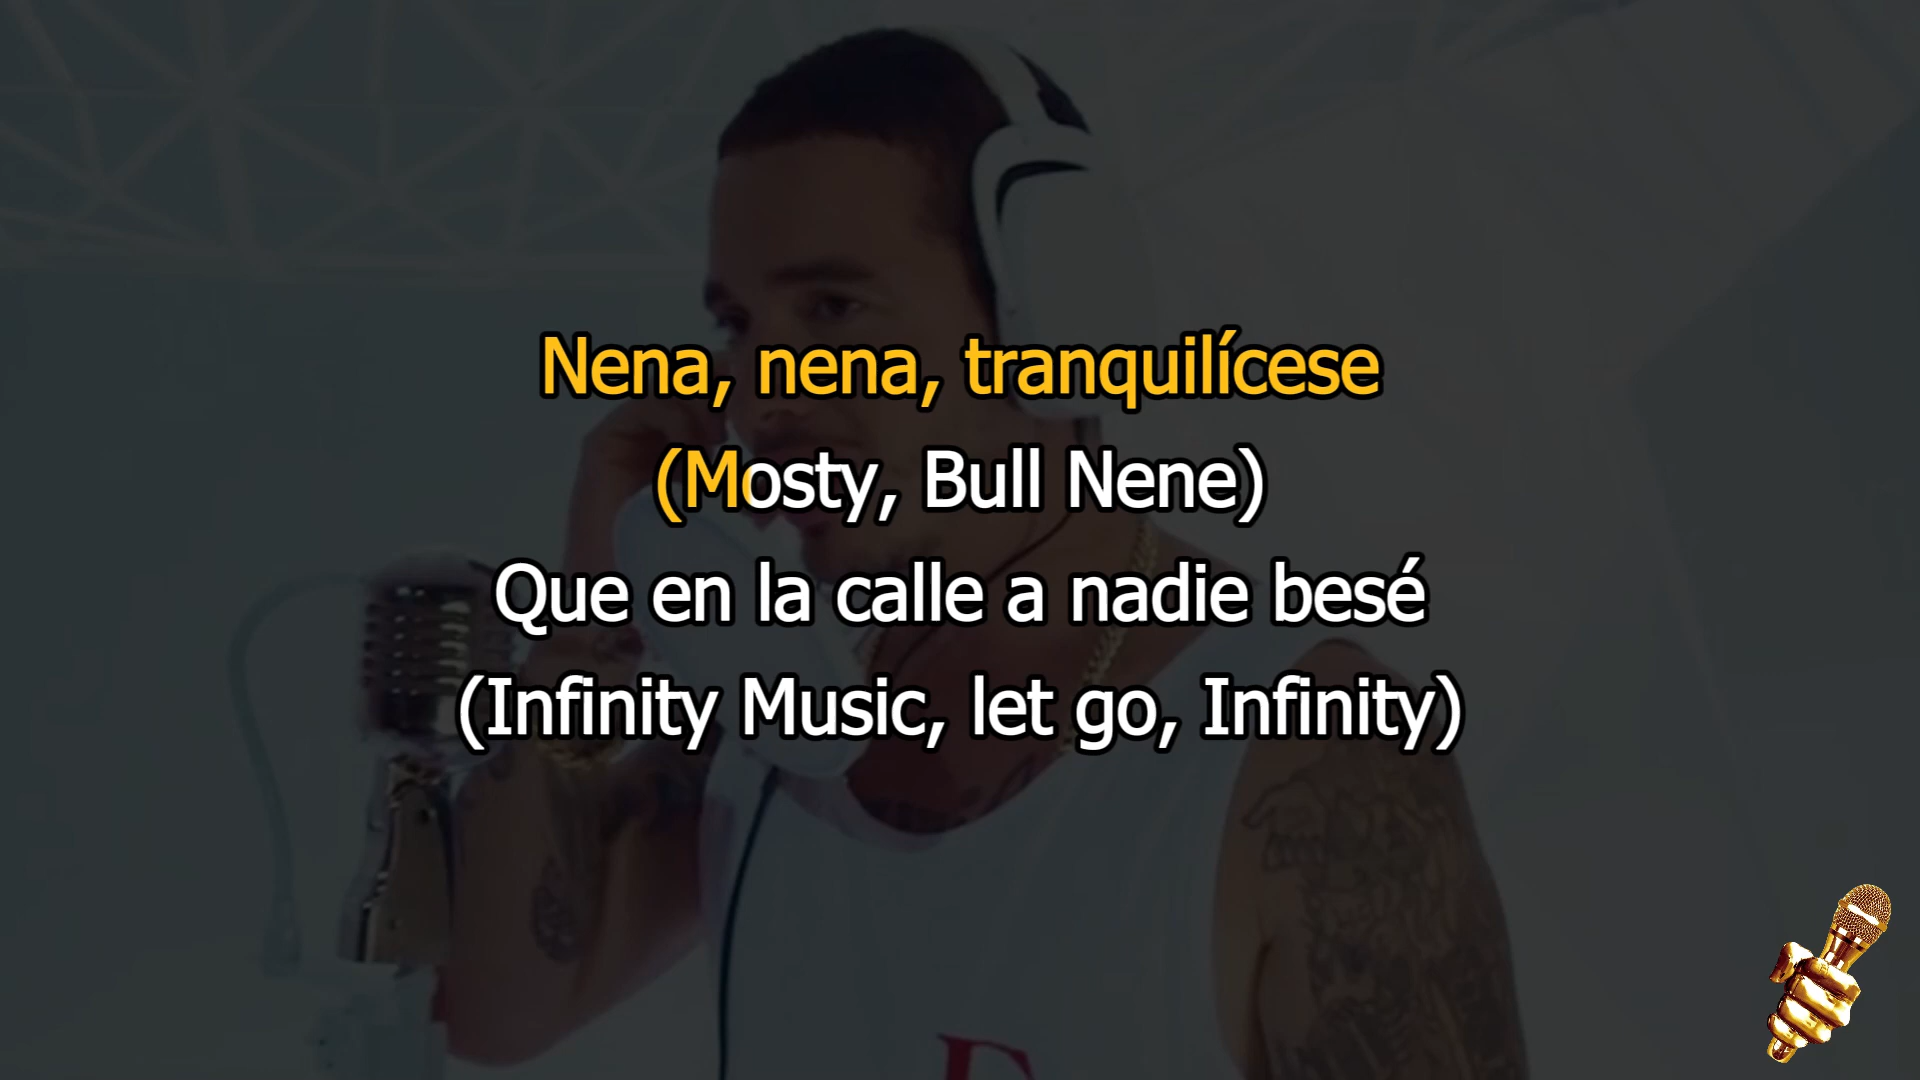 Nena, nena, tranquilícese
(Mosty, Bull Nene)
Que en la calle a nadie besé
(Infinity Music, let go, Infinity)